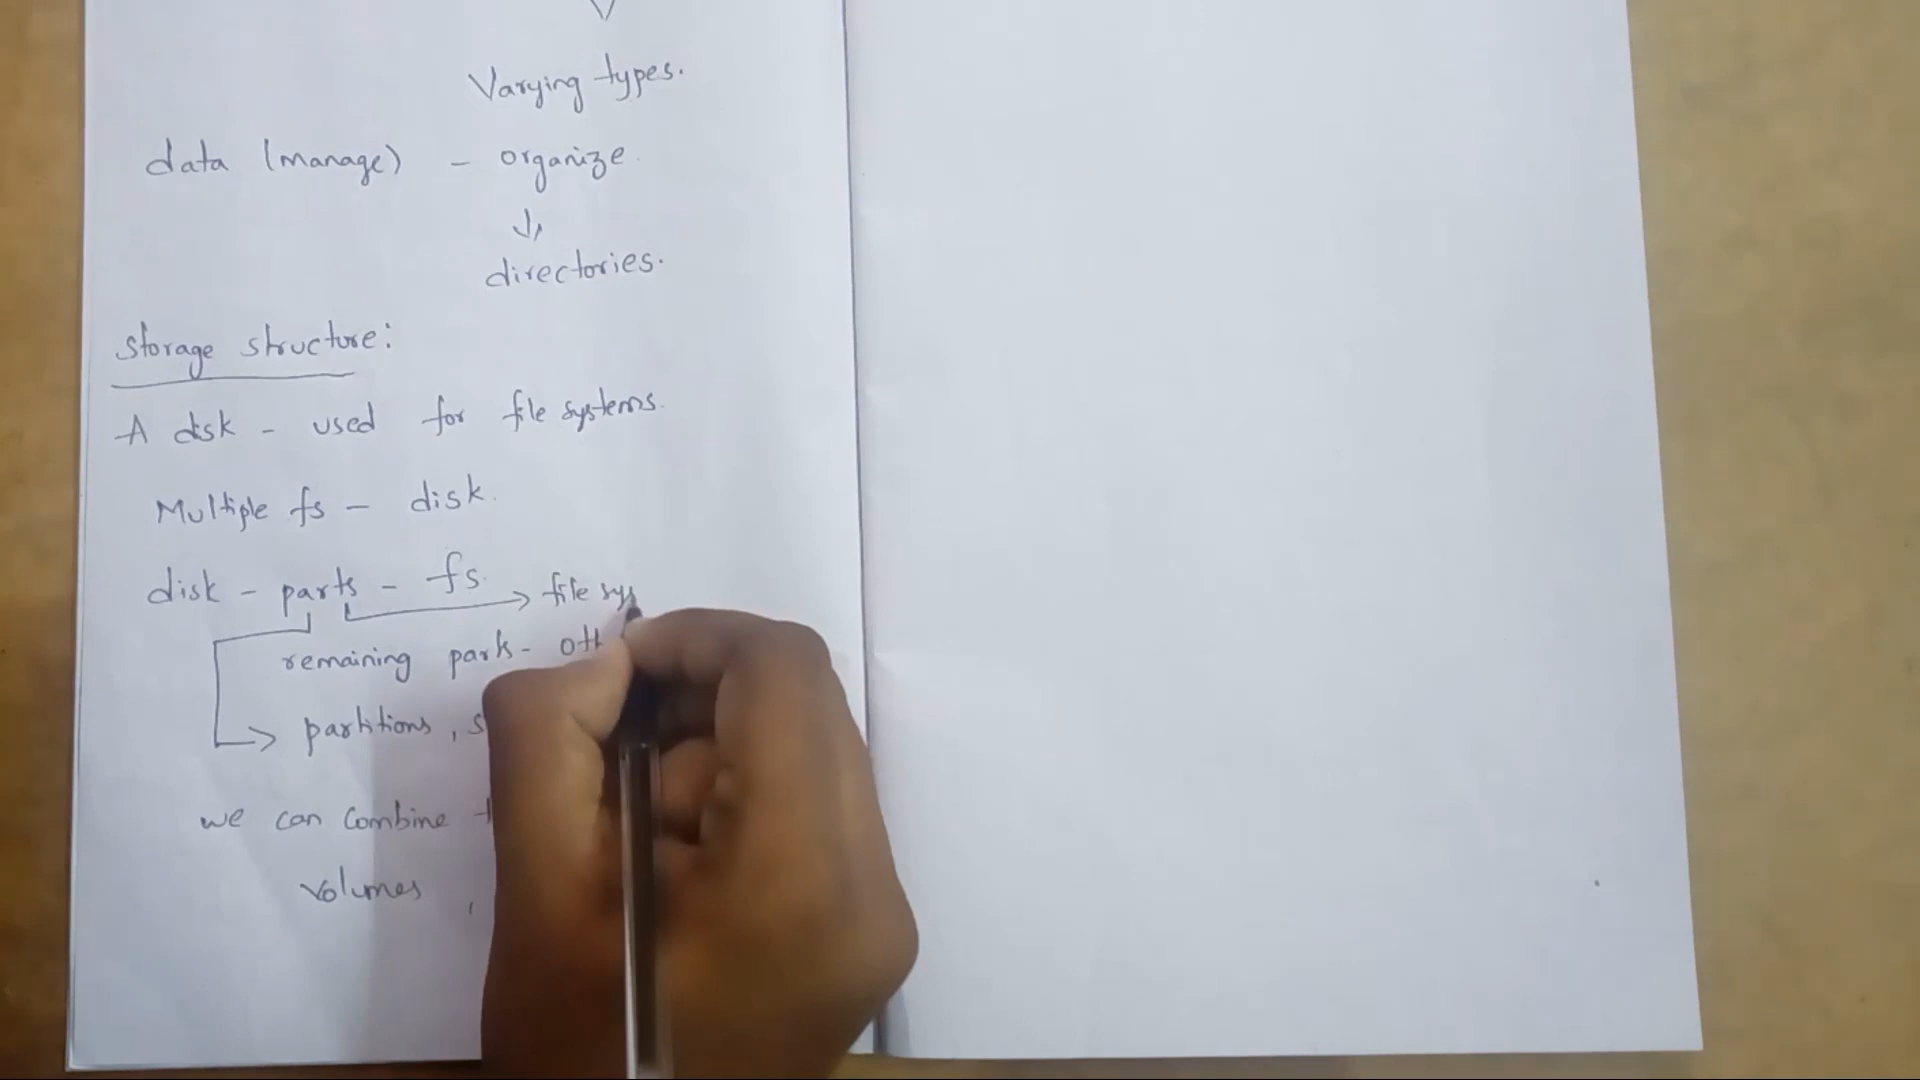 Varying types.
data (manage) - organize.
directories.
storage structure:
A disk - used for file systems.
Multiple fs - disk.
disk - parts - fs. → file sys
remaining parts -
→ partitions ,
we can combine
volumes ,